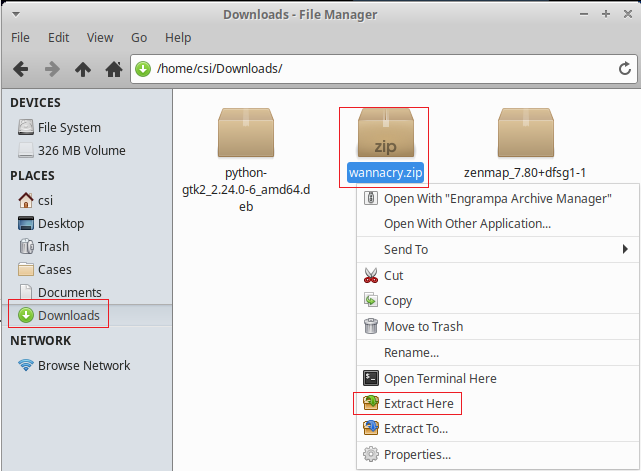 Downloads - File Manager
File Edit View Go Help
/home/csi/Downloads/
DEVICES
File System
326 MB Volume
PLACES
csi
Desktop
Trash
Cases
Documents
Downloads
NETWORK
Browse Network
python-
gtk2_2.24.0-6_amd64.d
eb
zip
wannacry.zip
zenmap_7.80+dfsg1-1
Open With "Engrampa Archive Manager"
Open With Other Application...
Send To
Cut
Copy
Move to Trash
Rename...
Open Terminal Here
Extract Here
Extract To...
Properties...